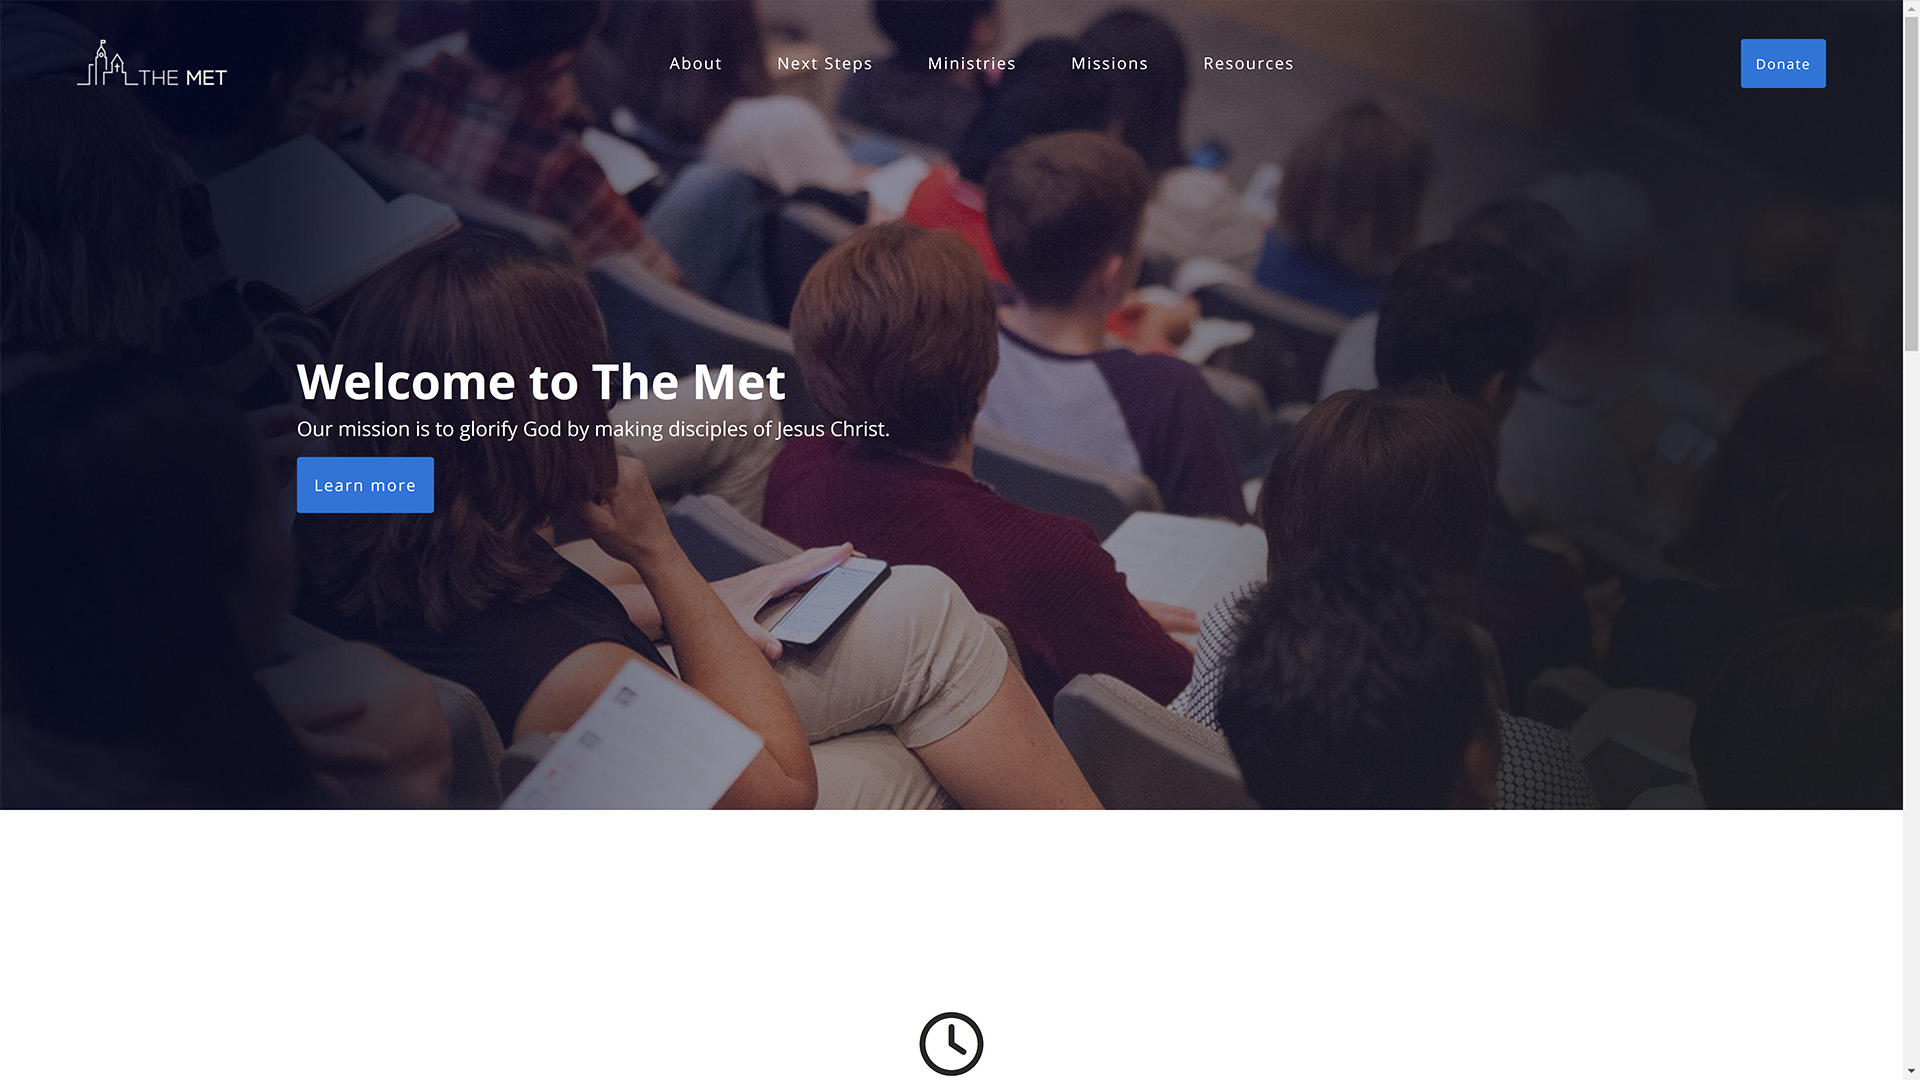 THE MET
About
Next Steps
Ministries
Missions
Resources
Donate
Welcome to The Met
Our mission is to glorify God by making disciples of Jesus Christ.
Learn more